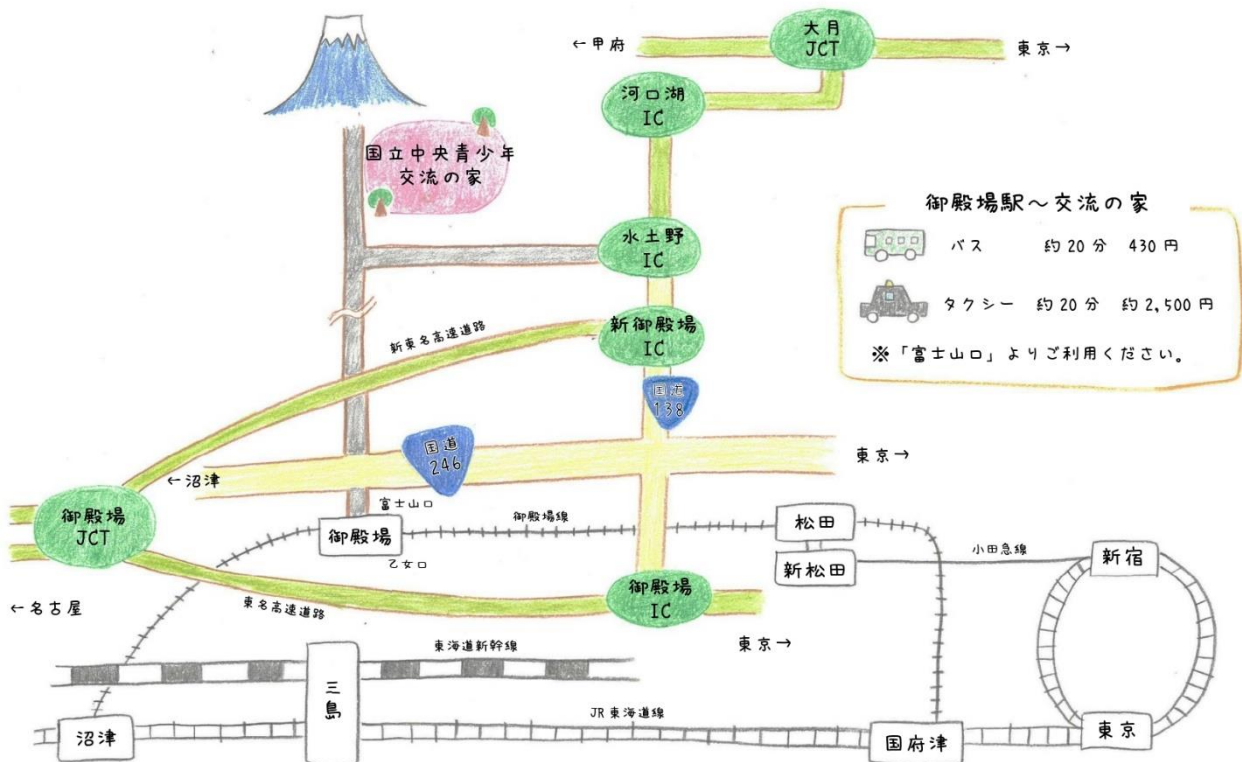 ←甲府
大月
JCT
東京→
河口湖
IC
国立中央青少年
交流の家
水土野
IC
御殿場駅～交流の家
バス 約20分 430円
タクシー 約20分 約2,500円
※「富士山口」よりご利用ください。
新東名高速道路
新御殿場
IC
国道
138
国道
246
東京→
←沼津
御殿場
JCT
富士山口
御殿場
乙女口
御殿場線
松田
新松田
小田急線
新宿
←名古屋
東名高速道路
御殿場
IC
東京→
東海道新幹線
三島
JR東海道線
沼津
国府津
東京